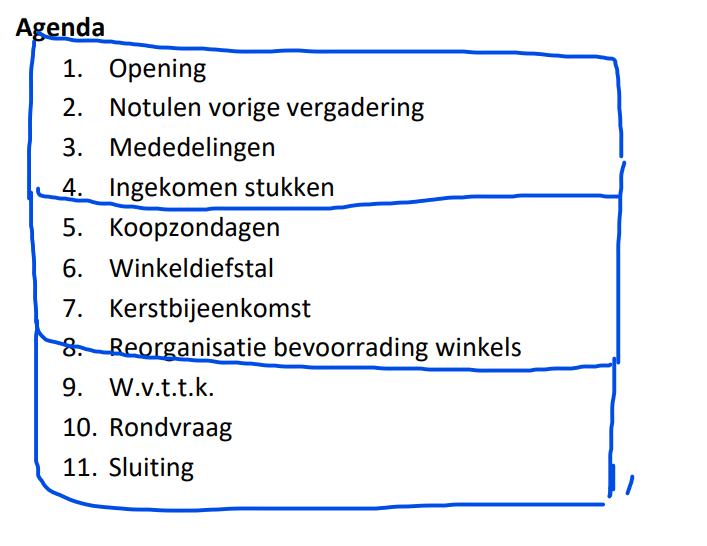 Agenda
1. Opening
2. Notulen vorige vergadering
3. Mededelingen
4. Ingekomen stukken
5. Koopzondagen
6. Winkeldiefstal
7. Kerstbijeenkomst
8. Reorganisatie bevoorrading winkels
9. W.v.t.t.k.
10. Rondvraag
11. Sluiting